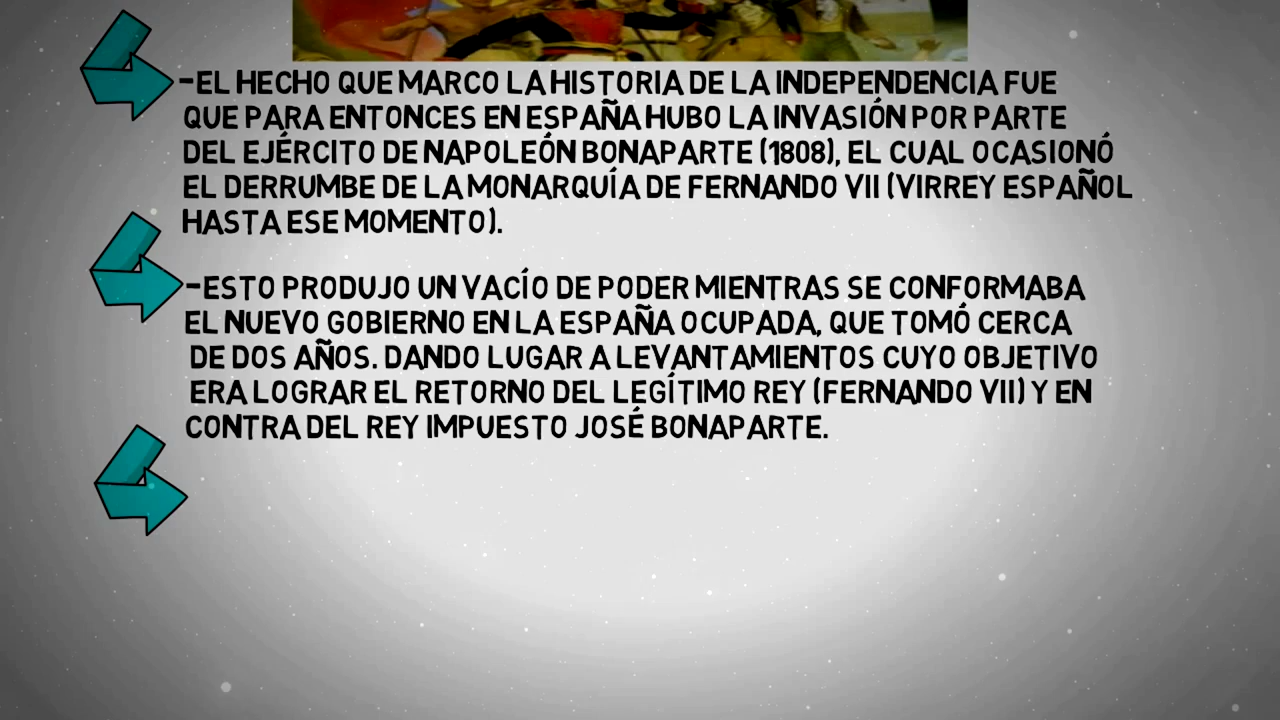 -EL HECHO QUE MARCO LA HISTORIA DE LA INDEPENDENCIA FUE
QUE PARA ENTONCES EN ESPAÑA HUBO LA INVASIÓN POR PARTE
DEL EJÉRCITO DE NAPOLEÓN BONAPARTE (1808), EL CUAL OCASIONÓ
EL DERRUMBE DE LA MONARQUÍA DE FERNANDO VII (VIRREY ESPAÑOL
HASTA ESE MOMENTO).
-ESTO PRODUJO UN VACÍO DE PODER MIENTRAS SE CONFORMABA
EL NUEVO GOBIERNO EN LA ESPAÑA OCUPADA, QUE TOMÓ CERCA
DE DOS AÑOS. DANDO LUGAR A LEVANTAMIENTOS CUYO OBJETIVO
ERA LOGRAR EL RETORNO DEL LEGÍTIMO REY (FERNANDO VII) Y EN
CONTRA DEL REY IMPUESTO JOSÉ BONAPARTE.